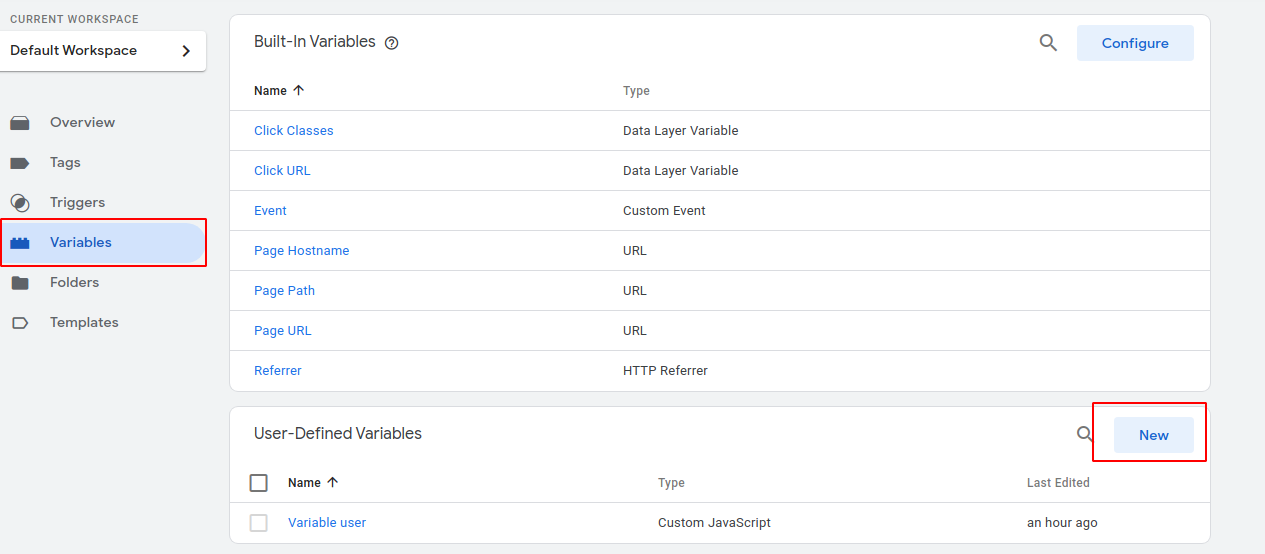 CURRENT WORKSPACE
Default Workspace
Overview
Tags
Triggers
Variables
Folders
Templates
Built-In Variables
Configure
Name Type
Click Classes Data Layer Variable
Click URL Data Layer Variable
Event Custom Event
Page Hostname URL
Page Path URL
Page URL URL
Referrer HTTP Referrer
User-Defined Variables
New
Name Type Last Edited
Variable user Custom JavaScript an hour ago